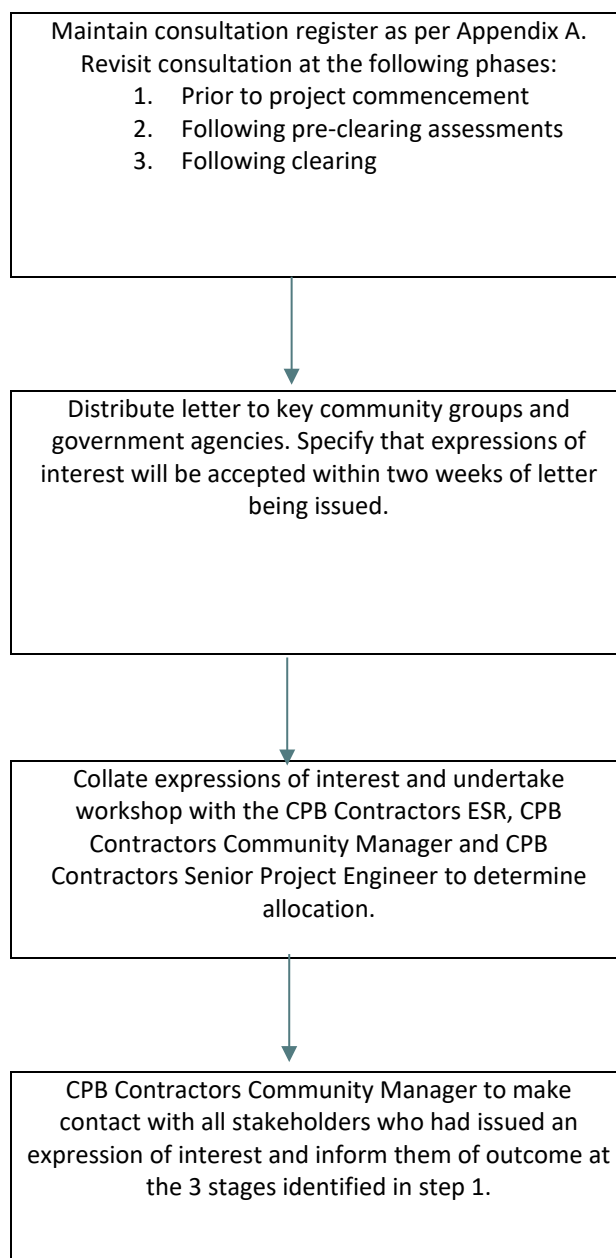 Maintain consultation register as per Appendix A.
Revisit consultation at the following phases:
1. Prior to project commencement
2. Following pre-clearing assessments
3. Following clearing
Distribute letter to key community groups and
government agencies. Specify that expressions of
interest will be accepted within two weeks of letter
being issued.
Collate expressions of interest and undertake
workshop with the CPB Contractors ESR, CPB
Contractors Community Manager and CPB
Contractors Senior Project Engineer to determine
allocation.
CPB Contractors Community Manager to make
contact with all stakeholders who had issued an
expression of interest and inform them of outcome at
the 3 stages identified in step 1.